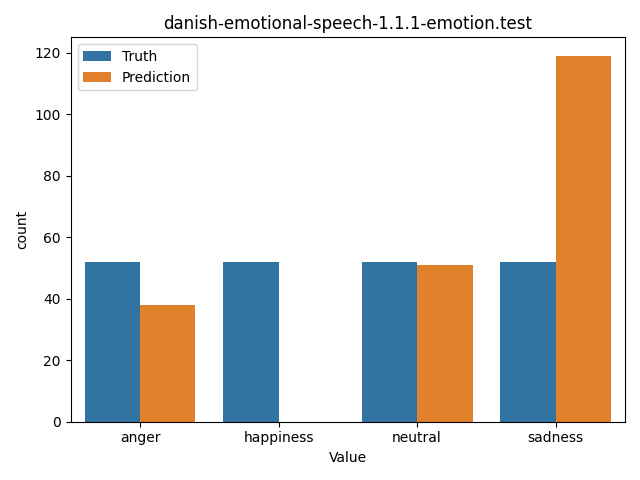 danish-emotional-speech-1.1.1-emotion.test
Truth
Prediction
count
120
100
80
60
40
20
0
anger happiness neutral sadness
Value